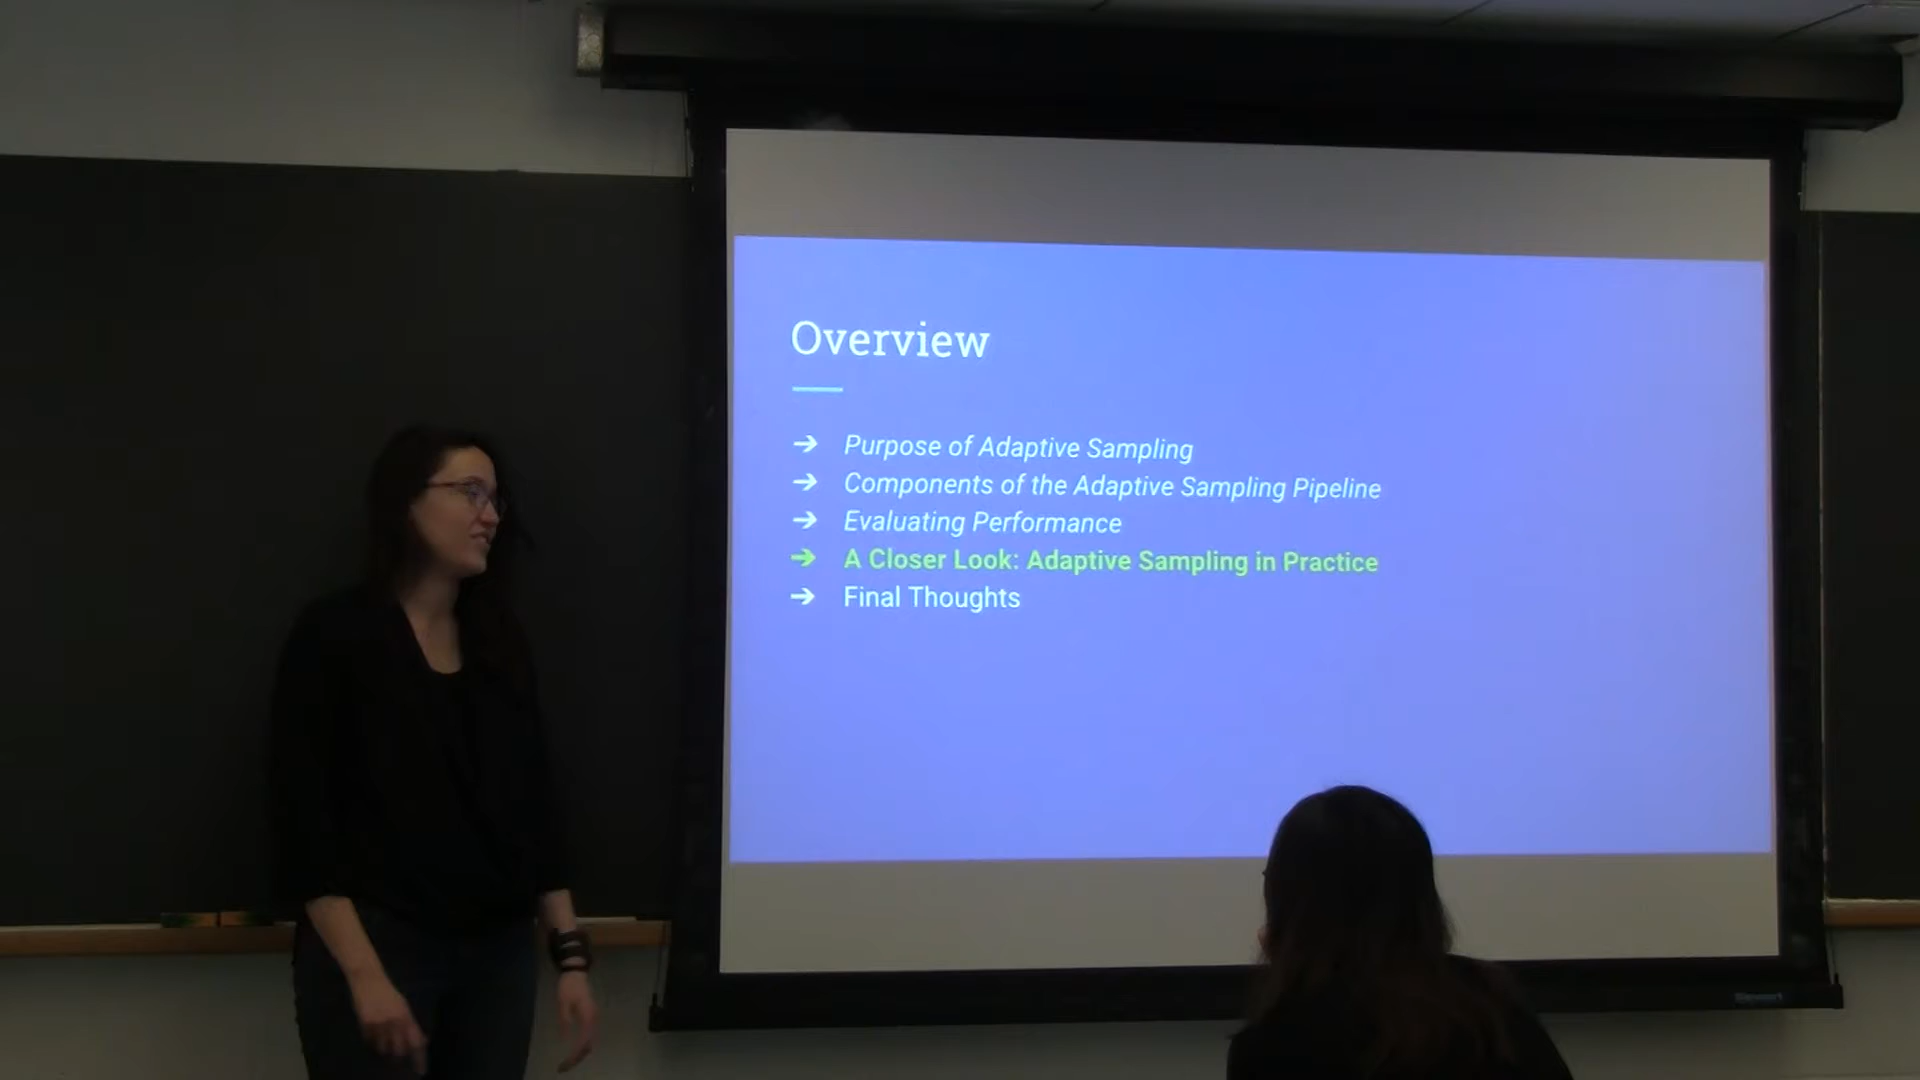 Overview
➔ Purpose of Adaptive Sampling
➔ Components of the Adaptive Sampling Pipeline
➔ Evaluating Performance
➔ A Closer Look: Adaptive Sampling in Practice
➔ Final Thoughts